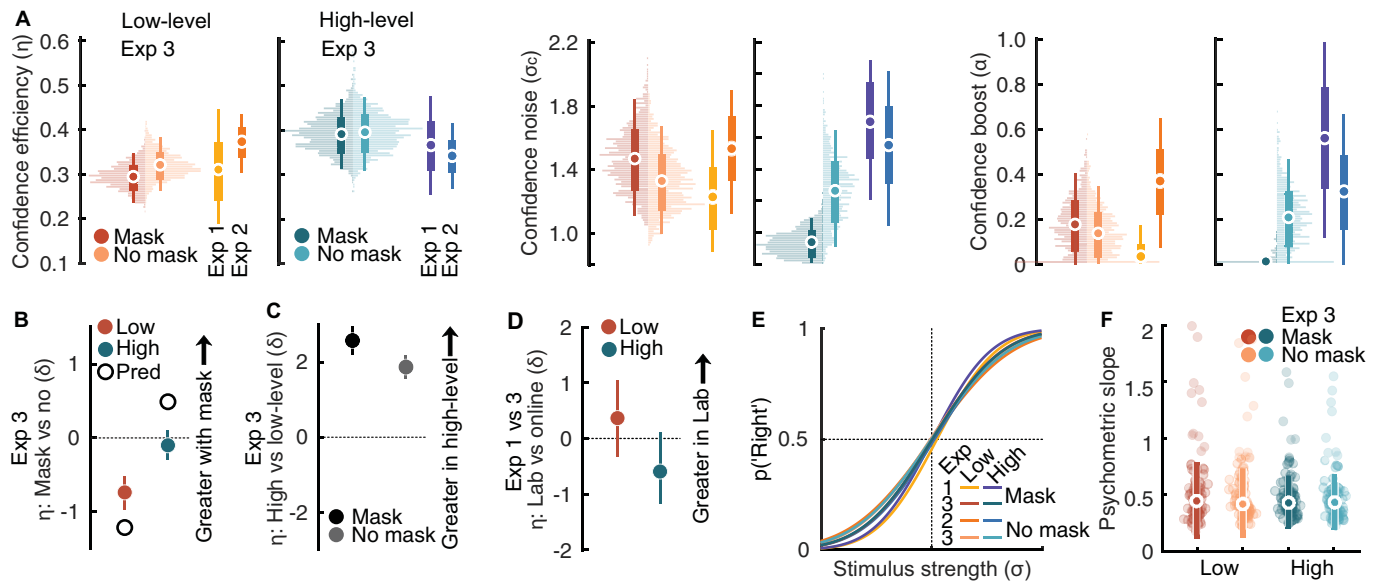 A
Low-level
Exp 3
High-level
Exp 3
Confidence efficiency (η)
0.6
0.5
0.4
0.3
0.2
0.1
Mask
No mask
Exp 1
Exp 2
Mask
No mask
Exp 1
Exp 2
Confidence noise (σc)
2.2
1.8
1.4
1.0
Confidence boost (α)
1.0
0.8
0.6
0.4
0.2
0
B
Exp 3
η: Mask vs no (δ)
1
0
-1
Low
High
Pred
Greater with mask
C
Exp 3
η: High vs low-level (δ)
2
0
-2
Mask
No mask
Greater in high-level
D
Exp 1 vs 3
η: Lab vs online (δ)
2
1
0
-1
-2
Low
High
Greater in Lab
E
p('Right')
1
0.5
0
Stimulus strength (σ)
Exp Low High
1
3
Mask
2
3
No mask
F
Psychometric slope
2
1.5
1
0.5
0
Exp 3
Mask
No mask
Low
High